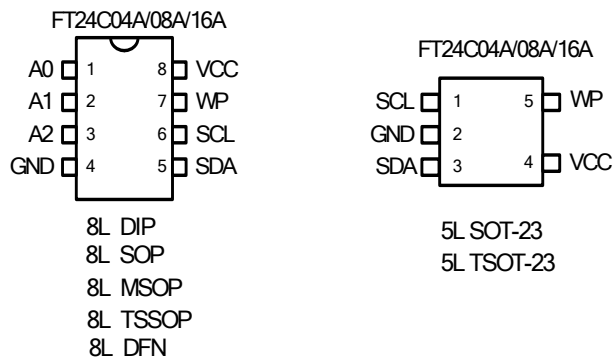 FT24C04A/08A/16A
A0 1 8 VCC
A1 2 7 WP
A2 3 6 SCL
GND 4 5 SDA
8L DIP
8L SOP
8L MSOP
8L TSSOP
8L DFN
FT24C04A/08A/16A
SCL 1 5 WP
GND 2
SDA 3 4 VCC
5L SOT-23
5L TSOT-23